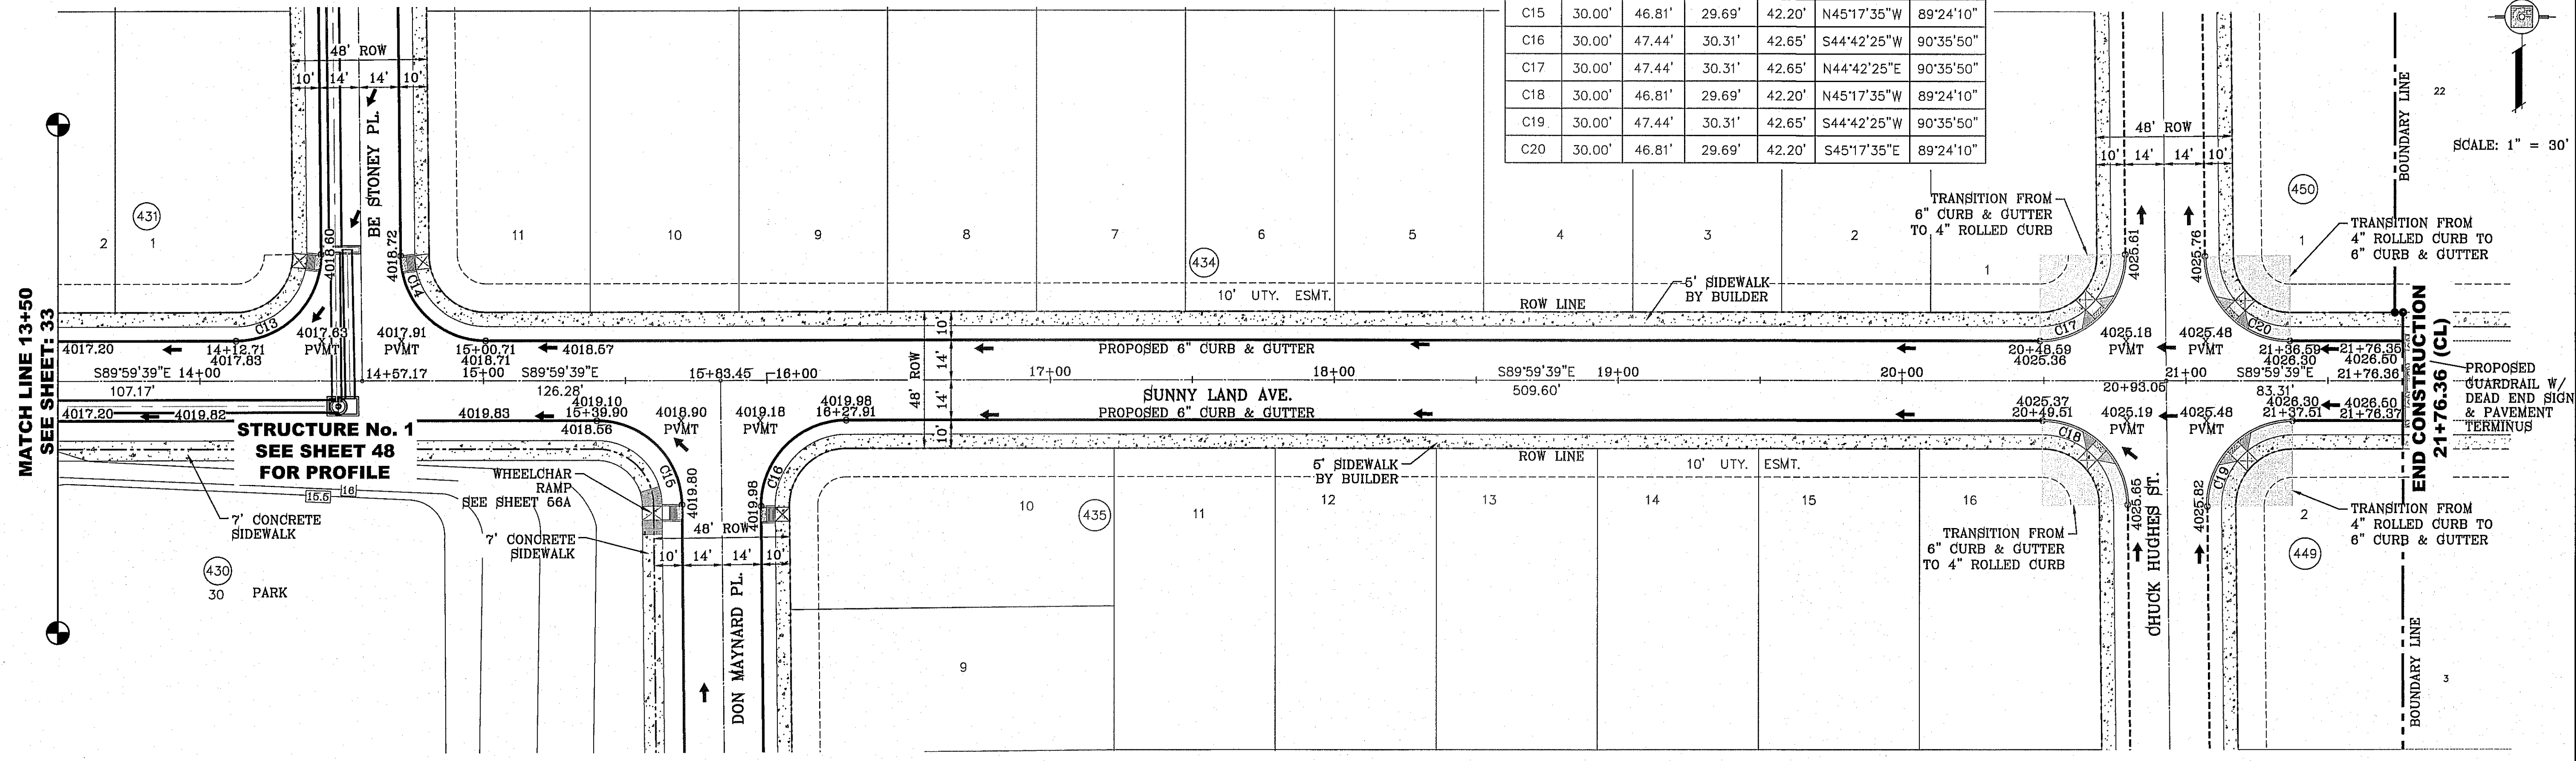 C15 30.00' 46.81' 29.69' 42.20' N45°17'35"W 89°24'10"
C16 30.00' 47.44' 30.31' 42.65' S44°42'25"W 90°35'50"
C17 30.00' 47.44' 30.31' 42.65' N44°42'25"E 90°35'50"
C18 30.00' 46.81' 29.69' 42.20' N45°17'35"W 89°24'10"
C19 30.00' 47.44' 30.31' 42.65' S44°42'25"W 90°35'50"
C20 30.00' 46.81' 29.69' 42.20' S45°17'35"E 89°24'10"
SCALE: 1" = 30'
MATCH LINE 13+50
SEE SHEET: 33
48' ROW
10' 14' 14' 10'
BE STONEY PL.
431
2 1
4018.60
4018.72
C13
C14
4017.20
14+12.71
4017.83
4017.63
PVMT
4017.91
PVMT
15+00.71
4018.71
4018.57
11 10 9 8 7 6 5 4 3 2 1
434
10' UTY. ESMT.
ROW LINE
5' SIDEWALK
BY BUILDER
PROPOSED 6" CURB & GUTTER
10'
14'
48' ROW
14'
10'
S89°59'39"E 14+00
107.17'
14+57.17
15+00
S89°59'39"E
126.28'
15+83.45
16+00
17+00
SUNNY LAND AVE.
18+00
S89°59'39"E
509.60'
19+00
20+00
20+93.05
21+00
S89°59'39"E
83.31'
4017.20
4019.82
4019.83
4019.10
15+39.90
4018.56
4018.90
PVMT
4019.18
PVMT
4019.98
16+27.91
PROPOSED 6" CURB & GUTTER
STRUCTURE No. 1
SEE SHEET 48
FOR PROFILE
WHEELCHAR
RAMP
SEE SHEET 56A
15.5
16
7' CONCRETE
SIDEWALK
7' CONCRETE
SIDEWALK
430
30 PARK
C15
C16
4019.80
4019.98
48' ROW
10' 14' 14' 10'
DON MAYNARD PL.
5' SIDEWALK
BY BUILDER
ROW LINE
10' UTY. ESMT.
10
435
11 12 13 14 15 16
9
48' ROW
10' 14' 14' 10'
TRANSITION FROM
6" CURB & GUTTER
TO 4" ROLLED CURB
4025.61
4025.76
C17
C20
20+48.59
4025.36
4025.18
PVMT
4025.48
PVMT
21+36.59
4026.30
21+76.35
4026.50
21+76.36
4025.37
20+49.51
4025.19
PVMT
4025.48
PVMT
4026.30
21+37.51
4026.50
21+76.37
C18
C19
4025.65
4025.82
CHUCK HUGHES ST.
TRANSITION FROM
6" CURB & GUTTER
TO 4" ROLLED CURB
BOUNDARY LINE
22
450
1
TRANSITION FROM
4" ROLLED CURB TO
6" CURB & GUTTER
END CONSTRUCTION
21+76.36 (CL)
PROPOSED
GUARDRAIL W/
DEAD END SIGN
& PAVEMENT
TERMINUS
TRANSITION FROM
4" ROLLED CURB TO
6" CURB & GUTTER
2
449
3
BOUNDARY LINE